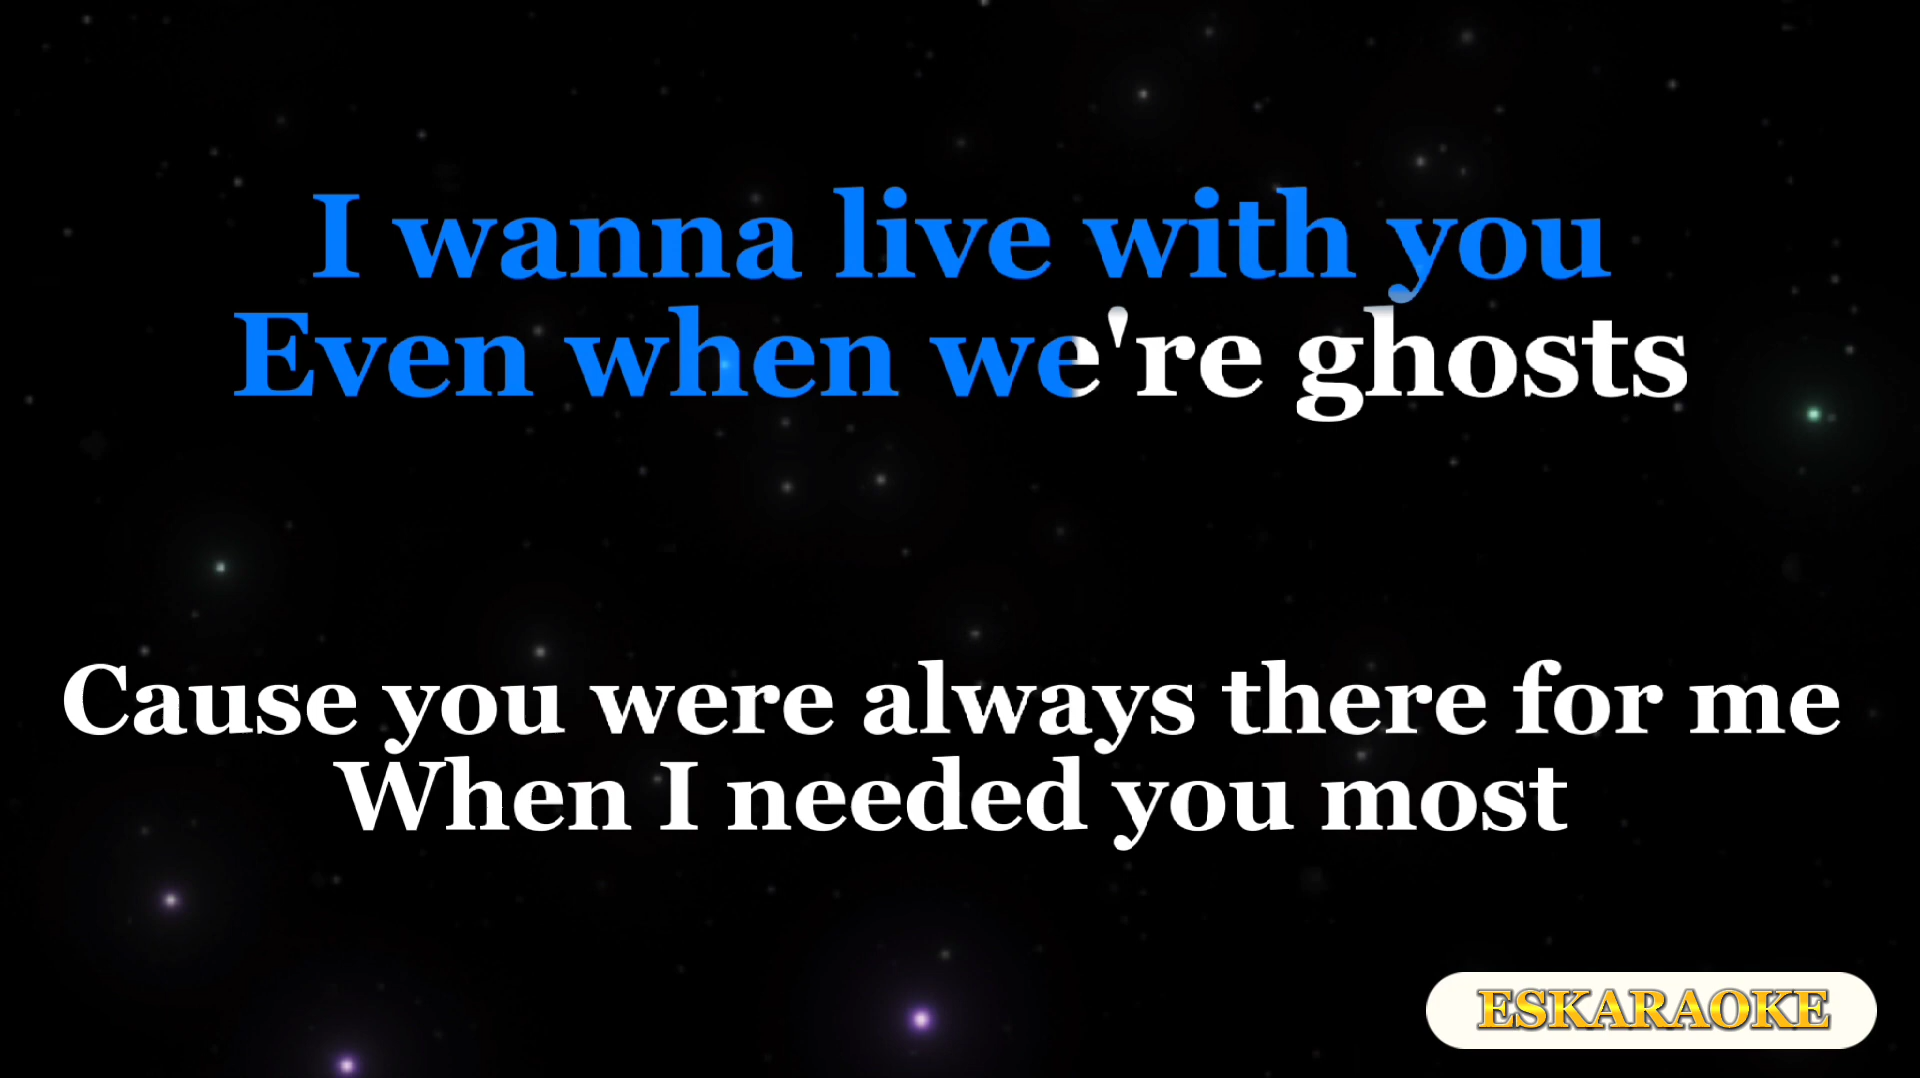 I wanna live with you
Even when we're ghosts
Cause you were always there for me
When I needed you most
ESKARAOKE